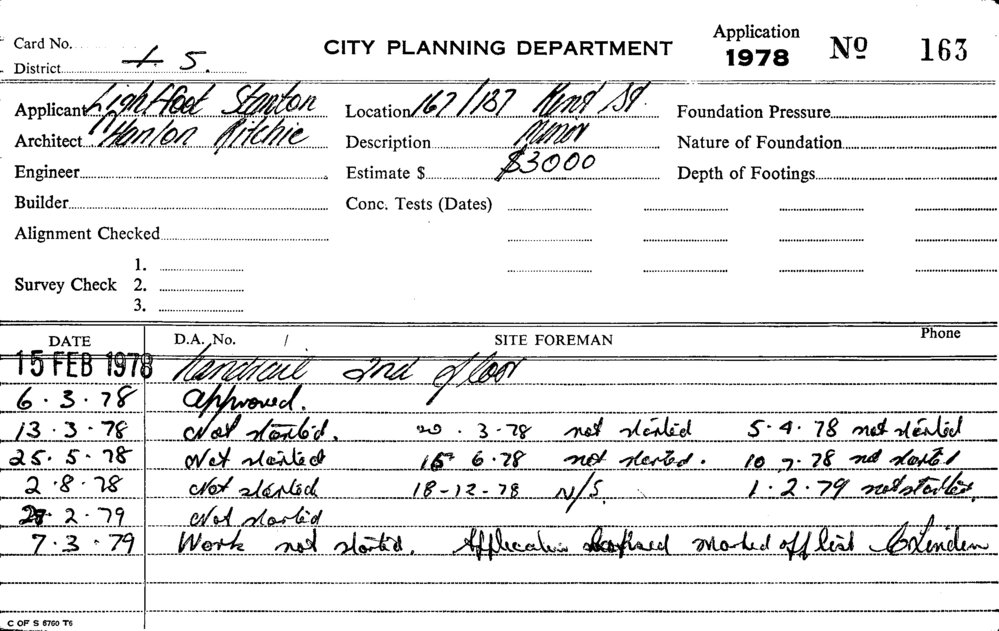 Card No.
CITY PLANNING DEPARTMENT
Application
1978 No 163
District 5.
Applicant Lightfoot Stanton
Location 167/187 Kent St.
Foundation Pressure
Architect Hanlon Ritchie
Description Minor
Nature of Foundation
Engineer
Estimate $ $3000
Depth of Footings
Builder
Conc. Tests (Dates)
Alignment Checked
Survey Check 1.
2.
3.
DATE D.A. No. / SITE FOREMAN Phone
15 FEB 1978 Handrail 2nd floor
6.3.78 Approved.
13.3.78 Not started. 20.3.78 not started 5.4.78 not started
25.5.78 Not started 15 6.78 not started. 10 7.78 not started
2.8.78 Not started 18-12-78 N/S. 1.2.79 not started.
2.79 Not started
7.3.79 Work not started. Application lapsed marked off list Linden
C OF S 6760 T6